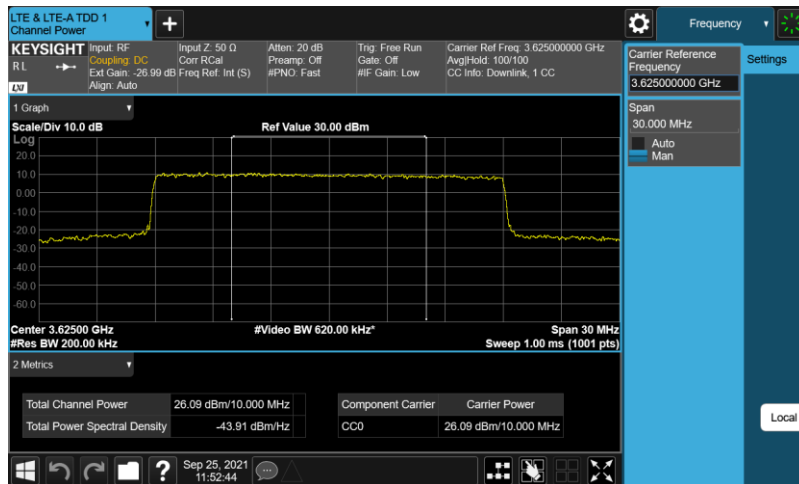 LTE & LTE-A TDD 1
Channel Power
Frequency
KEYSIGHT
R L
LXI
Input: RF
Coupling: DC
Ext Gain: -26.99 dB
Align: Auto
Input Z: 50 Ω
Corr RCal
Freq Ref: Int (S)
Atten: 20 dB
Preamp: Off
#PNO: Fast
Trig: Free Run
Gate: Off
#IF Gain: Low
Carrier Ref Freq: 3.625000000 GHz
Avg|Hold: 100/100
CC Info: Downlink, 1 CC
Carrier Reference
Frequency
3.625000000 GHz
Settings
Span
30.000 MHz
Auto
Man
1 Graph
Scale/Div 10.0 dB
Ref Value 30.00 dBm
Log
20.0
10.0
0.00
-10.0
-20.0
-30.0
-40.0
-50.0
-60.0
Center 3.62500 GHz
#Video BW 620.00 kHz*
Span 30 MHz
#Res BW 200.00 kHz
Sweep 1.00 ms (1001 pts)
2 Metrics
Total Channel Power 26.09 dBm/10.000 MHz
Total Power Spectral Density -43.91 dBm/Hz
Component Carrier Carrier Power
CC0 26.09 dBm/10.000 MHz
Local
Sep 25, 2021
11:52:44